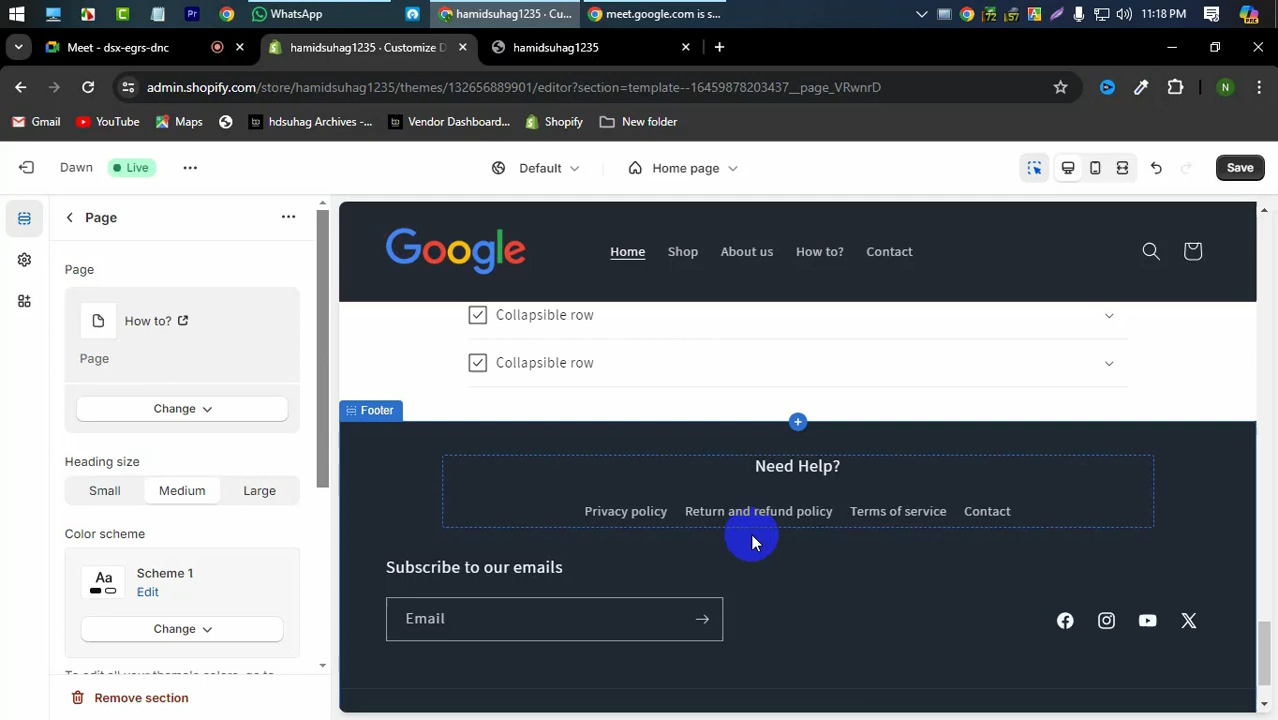 WhatsApp
Pr
hamidsuhag1235 · Cu...
meet.google.com is s...
72
57
11:18 PM
Meet - dsx-egrs-dnc
hamidsuhag1235 · Customize D
hamidsuhag1235
admin.shopify.com/store/hamidsuhag1235/themes/132656889901/editor?section=template--16459878203437__page_VRwnrD
N
Gmail
YouTube
Maps
hdsuhag Archives -...
Vendor Dashboard...
Shopify
New folder
Dawn
Live
Default
Home page
Save
Page
Page
How to?
Page
Change
Heading size
Small
Medium
Large
Color scheme
Aa
Scheme 1
Edit
Change
Remove section
Google
Home
Shop
About us
How to?
Contact
Collapsible row
Collapsible row
Footer
Need Help?
Privacy policy
Return and refund policy
Terms of service
Contact
Subscribe to our emails
Email